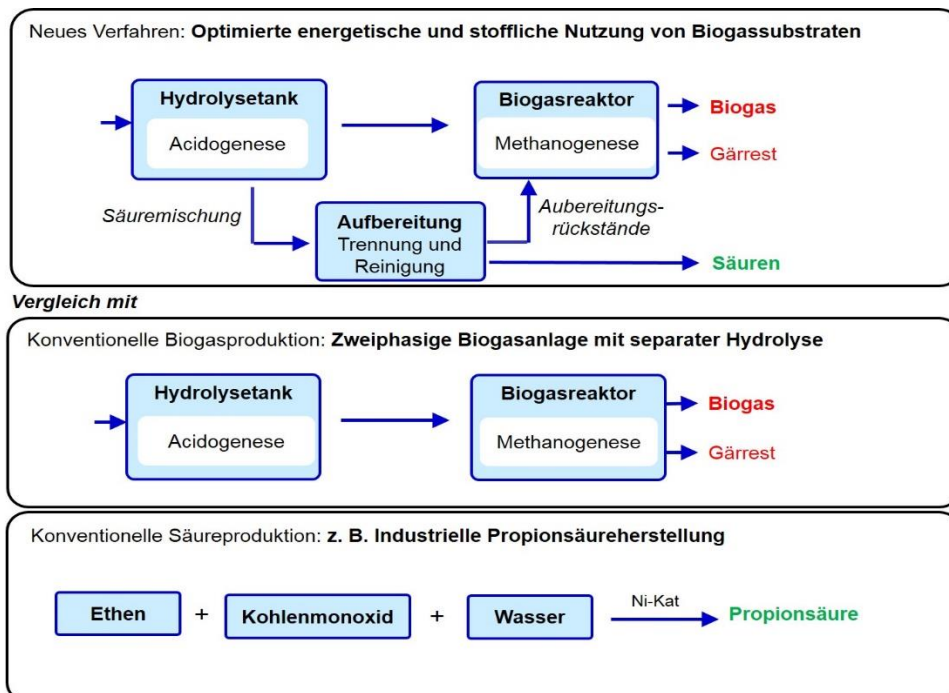 Neues Verfahren: Optimierte energetische und stoffliche Nutzung von Biogassubstraten
Hydrolysetank
Acidogenese
Biogasreaktor
Methanogenese
Biogas
Gärrest
Säuremischung
Aufbereitung
Trennung und
Reinigung
Aubereitungs-
rückstände
Säuren
Vergleich mit
Konventionelle Biogasproduktion: Zweiphasige Biogasanlage mit separater Hydrolyse
Hydrolysetank
Acidogenese
Biogasreaktor
Methanogenese
Biogas
Gärrest
Konventionelle Säureproduktion: z. B. Industrielle Propionsäureherstellung
Ethen + Kohlenmonoxid + Wasser Ni-Kat Propionsäure